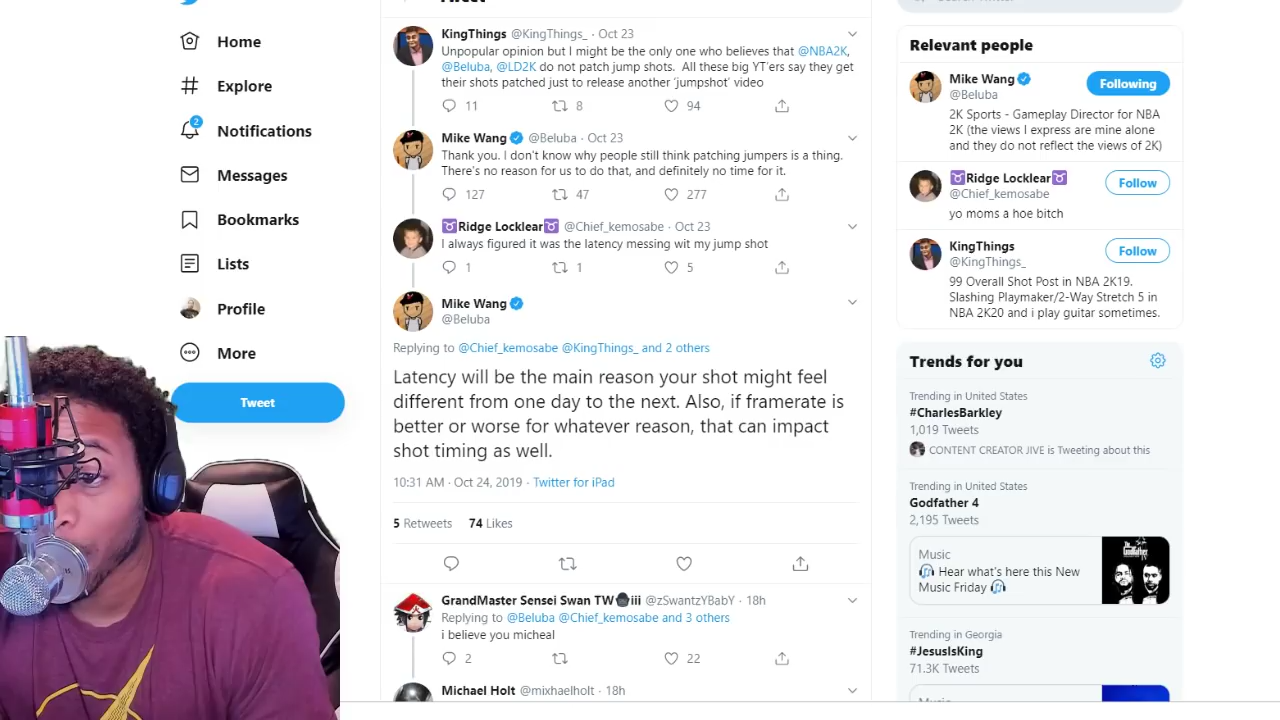 Home
Explore
2
Notifications
Messages
Bookmarks
Lists
Profile
More
Tweet
KingThings @KingThings_ · Oct 23
Unpopular opinion but I might be the only one who believes that @NBA2K,
@Beluba, @LD2K do not patch jump shots. All these big YT'ers say they get
their shots patched just to release another 'jumpshot' video
11 8 94
Mike Wang @Beluba · Oct 23
Thank you. I don't know why people still think patching jumpers is a thing.
There's no reason for us to do that, and definitely no time for it.
127 47 277
♉Ridge Locklear♉ @Chief_kemosabe · Oct 23
I always figured it was the latency messing wit my jump shot
1 1 5
Mike Wang
@Beluba
Replying to @Chief_kemosabe @KingThings_ and 2 others
Latency will be the main reason your shot might feel
different from one day to the next. Also, if framerate is
better or worse for whatever reason, that can impact
shot timing as well.
10:31 AM · Oct 24, 2019 · Twitter for iPad
5 Retweets 74 Likes
GrandMaster Sensei Swan TW iii @zSwantzYBabY · 18h
Replying to @Beluba @Chief_kemosabe and 3 others
i believe you micheal
2 22
Michael Holt @mixhaelholt · 18h
Relevant people
Mike Wang
@Beluba
Following
2K Sports - Gameplay Director for NBA
2K (the views I express are mine alone
and they do not reflect the views of 2K)
♉Ridge Locklear♉
@Chief_kemosabe
Follow
yo moms a hoe bitch
KingThings
@KingThings_
Follow
99 Overall Shot Post in NBA 2K19.
Slashing Playmaker/2-Way Stretch 5 in
NBA 2K20 and i play guitar sometimes.
Trends for you
Trending in United States
#CharlesBarkley
1,019 Tweets
CONTENT CREATOR JIVE is Tweeting about this
Trending in United States
Godfather 4
2,195 Tweets
Music
🎧 Hear what's here this New
Music Friday 🎧
Trending in Georgia
#JesusIsKing
71.3K Tweets